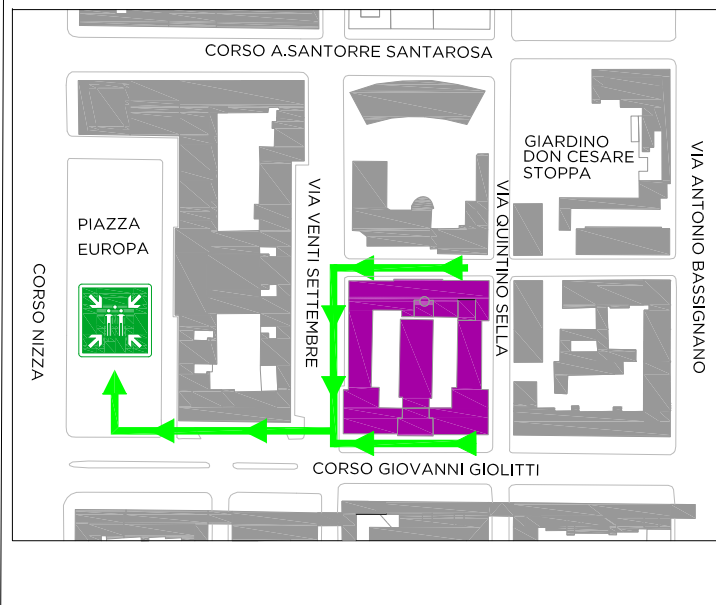 CORSO A.SANTORRE SANTAROSA
GIARDINO
DON CESARE
STOPPA
PIAZZA
EUROPA
CORSO NIZZA
VIA VENTI SETTEMBRE
VIA QUINTINO SELLA
VIA ANTONIO BASSIGNANO
CORSO GIOVANNI GIOLITTI